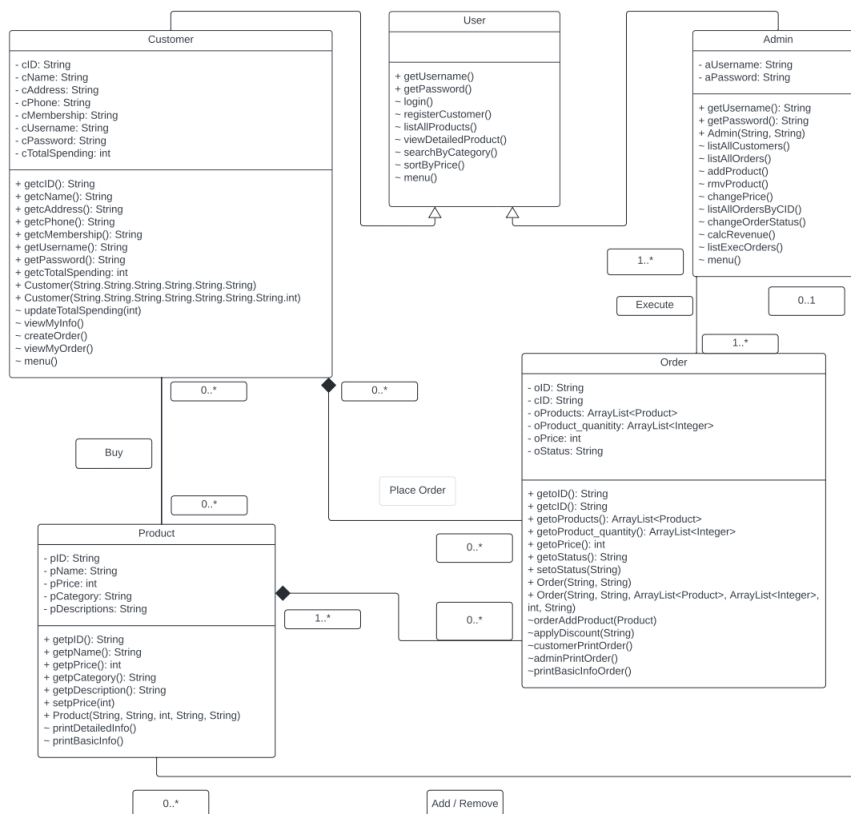 Customer
- cID: String
- cName: String
- cAddress: String
- cPhone: String
- cMembership: String
- cUsername: String
- cPassword: String
- cTotalSpending: int
+ getcID(): String
+ getcName(): String
+ getcAddress(): String
+ getcPhone(): String
+ getcMembership(): String
+ getUsername(): String
+ getPassword(): String
+ getcTotalSpending: int
+ Customer(String.String.String.String.String.String)
+ Customer(String.String.String.String.String.String.String.int)
~ updateTotalSpending(int)
~ viewMyInfo()
~ createOrder()
~ viewMyOrder()
~ menu()
User
+ getUsername()
+ getPassword()
~ login()
~ registerCustomer()
~ listAllProducts()
~ viewDetailedProduct()
~ searchByCategory()
~ sortByPrice()
~ menu()
Admin
- aUsername: String
- aPassword: String
+ getUsername(): String
+ getPassword(): String
+ Admin(String, String)
~ listAllCustomers()
~ listAllOrders()
~ addProduct()
~ rmvProduct()
~ changePrice()
~ listAllOrdersByCID()
~ changeOrderStatus()
~ calcRevenue()
~ listExecOrders()
~ menu()
1..*
Execute
0..1
1..*
0..*
0..*
Buy
0..*
Place Order
Order
- oID: String
- cID: String
- oProducts: ArrayList<Product>
- oProduct_quanitity: ArrayList<Integer>
- oPrice: int
- oStatus: String
+ getoID(): String
+ getcID(): String
+ getoProducts(): ArrayList<Product>
+ getoProduct_quantity(): ArrayList<Integer>
+ getoPrice(): int
+ getoStatus(): String
+ setoStatus(String)
+ Order(String, String)
+ Order(String, String, ArrayList<Product>, ArrayList<Integer>,
int, String)
~orderAddProduct(Product)
~applyDiscount(String)
~customerPrintOrder()
~adminPrintOrder()
~printBasicInfoOrder()
0..*
0..*
1..*
Product
- pID: String
- pName: String
- pPrice: int
- pCategory: String
- pDescriptions: String
+ getpID(): String
+ getpName(): String
+ getpPrice(): int
+ getpCategory(): String
+ getpDescription(): String
+ setpPrice(int)
+ Product(String, String, int, String, String)
~ printDetailedInfo()
~ printBasicInfo()
0..*
Add / Remove